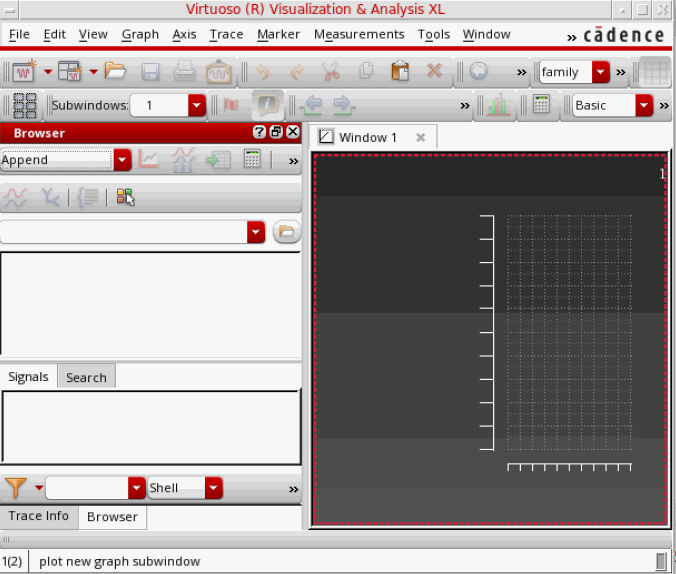 Virtuoso (R) Visualization & Analysis XL
File Edit View Graph Axis Trace Marker Measurements Tools Window » cādence
» family »
Subwindows: 1 » Basic »
Browser
Window 1
Append »
1
Signals Search
Shell »
Trace Info Browser
1(2) plot new graph subwindow